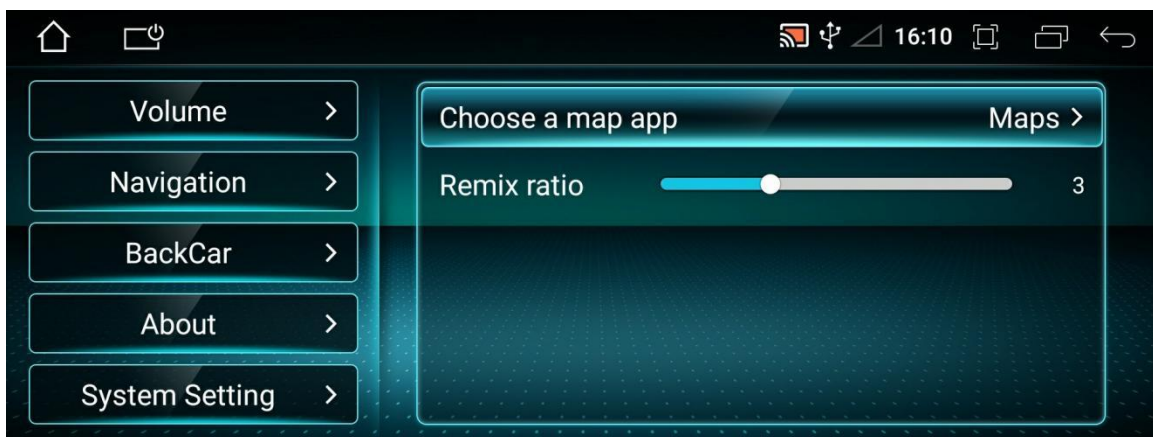 16:10
Volume
Navigation
BackCar
About
System Setting
Choose a map app Maps
Remix ratio 3